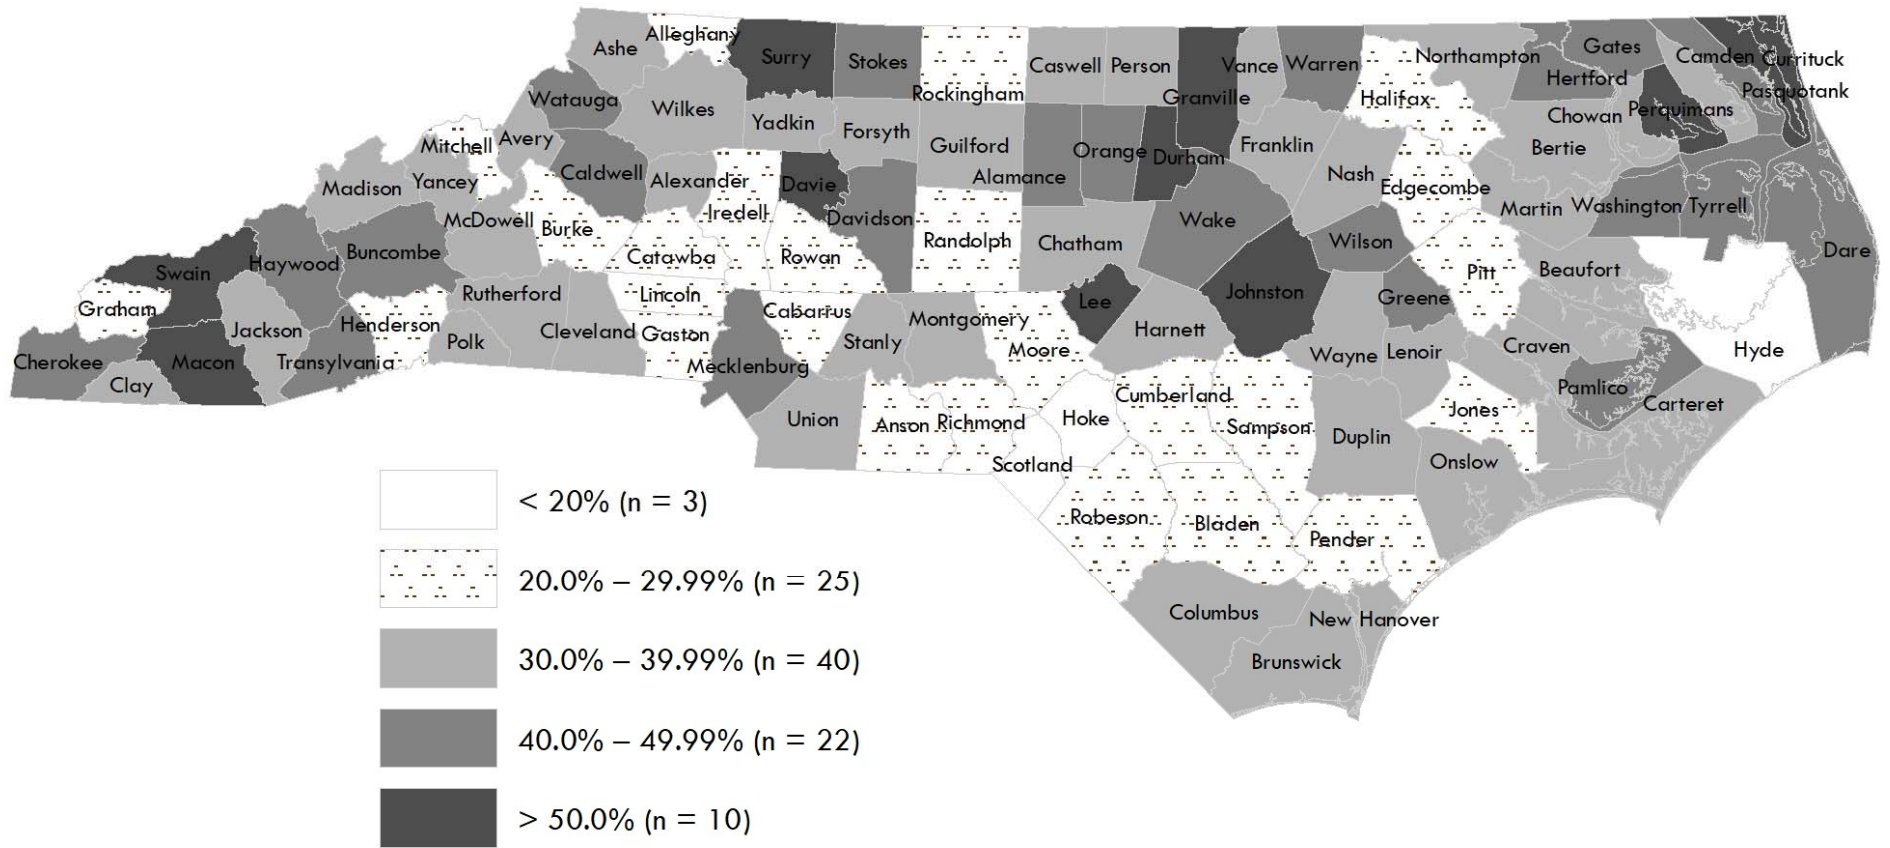 Alleghany
Ashe
Surry
Stokes
Rockingham
Caswell
Person
Granville
Vance
Warren
Halifax
Northampton
Gates
Hertford
Camden
Currituck
Pasquotank
Perquimans
Chowan
Bertie
Watauga
Wilkes
Yadkin
Forsyth
Guilford
Alamance
Orange
Durham
Franklin
Nash
Edgecombe
Martin
Washington
Tyrrell
Dare
Mitchell
Avery
Caldwell
Alexander
Iredell
Davie
Davidson
Randolph
Chatham
Wake
Wilson
Pitt
Beaufort
Hyde
Madison
Yancey
McDowell
Burke
Catawba
Rowan
Swain
Haywood
Buncombe
Rutherford
Lincoln
Cabarrus
Montgomery
Lee
Johnston
Greene
Graham
Jackson
Henderson
Polk
Cleveland
Gaston
Stanly
Moore
Harnett
Wayne
Lenoir
Craven
Pamlico
Carteret
Cherokee
Clay
Macon
Transylvania
Mecklenburg
Union
Anson
Richmond
Hoke
Scotland
Cumberland
Sampson
Duplin
Jones
Onslow
Robeson
Bladen
Pender
Columbus
New Hanover
Brunswick
< 20% (n = 3)
20.0% – 29.99% (n = 25)
30.0% – 39.99% (n = 40)
40.0% – 49.99% (n = 22)
> 50.0% (n = 10)